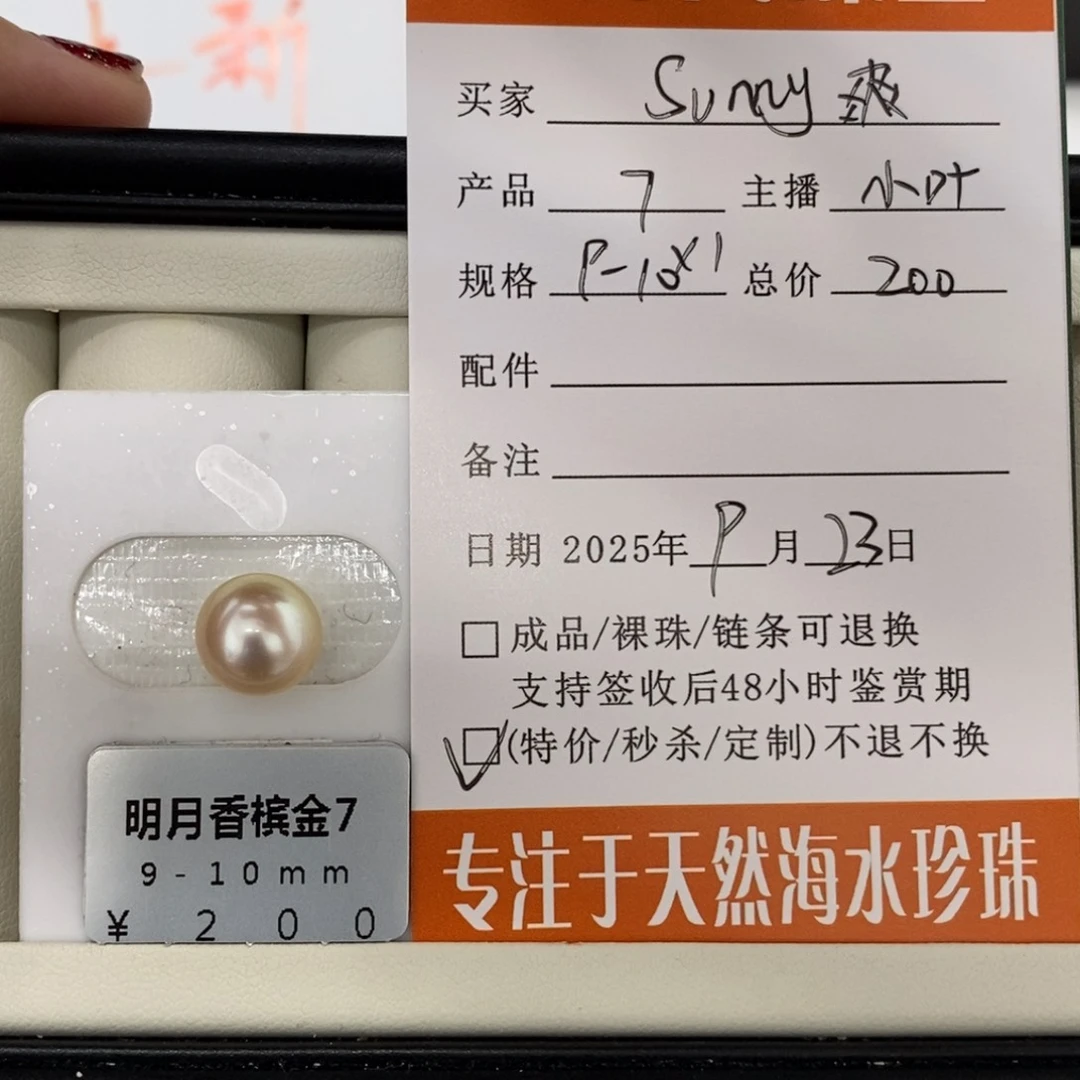 新
买家 Sunny 爽
产品 7 主播 小叶
规格 9-10×1 总价 200
配件
备注
日期 2025年 9 月 23 日
成品/裸珠/链条可退换
支持签收后48小时鉴赏期
(特价/秒杀/定制)不退不换
专注于天然海水珍珠
明月香槟金7
9-10mm
¥ 200